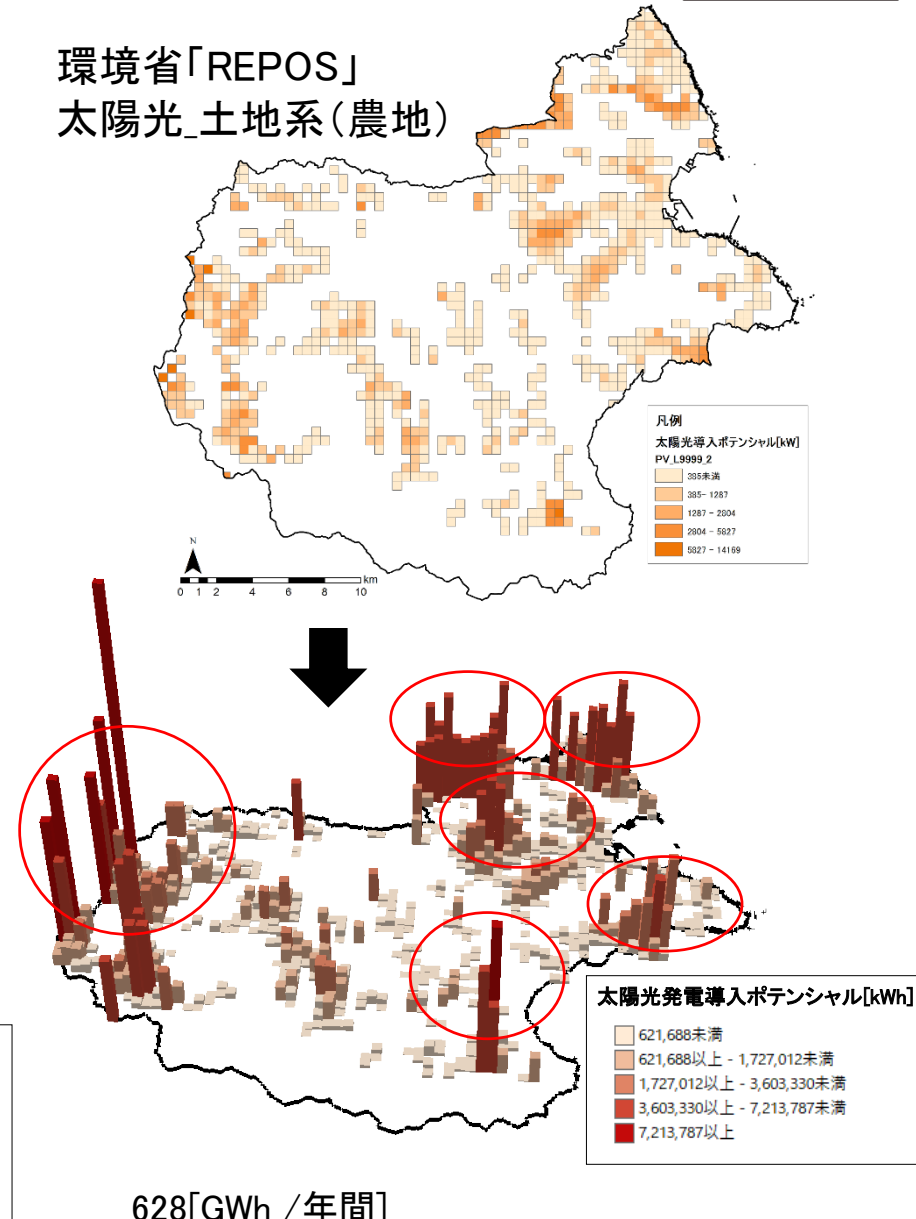 環境省「REPOS」
太陽光_土地系(農地)
凡例
太陽光導入ポテンシャル[kW]
PV_L9999_2
385未満
385- 1287
1287 - 2804
2804 - 5827
5827 - 14169
N
km
0 1 2 4 6 8 10
太陽光発電導入ポテンシャル[kWh]
621,688未満
621,688以上 - 1,727,012未満
1,727,012以上 - 3,603,330未満
3,603,330以上 - 7,213,787未満
7,213,787以上
628[GWh /年間]